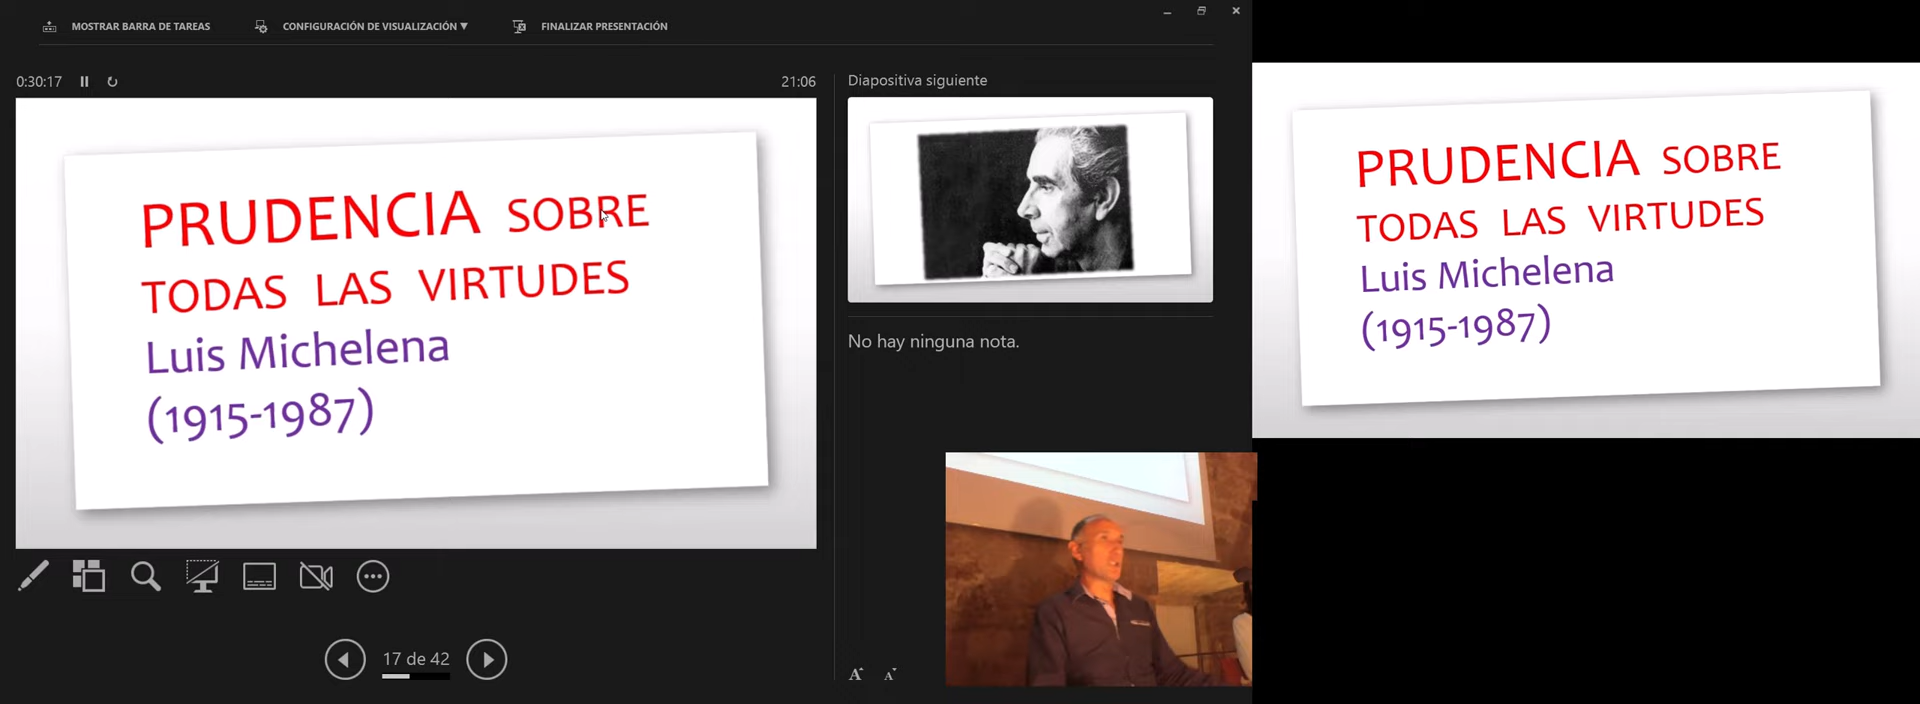 MOSTRAR BARRA DE TAREAS
CONFIGURACIÓN DE VISUALIZACIÓN ▼
FINALIZAR PRESENTACIÓN
0:30:17
21:06
PRUDENCIA SOBRE
TODAS LAS VIRTUDES
Luis Michelena
(1915-1987)
17 de 42
Diapositiva siguiente
No hay ninguna nota.
A A
PRUDENCIA SOBRE
TODAS LAS VIRTUDES
Luis Michelena
(1915-1987)